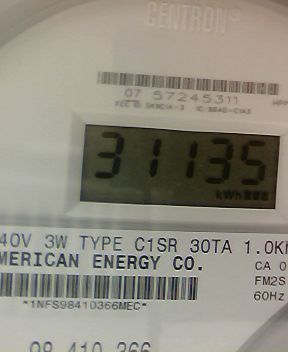 CENTRON®
07 57245311
31135
kWh
40V 3W TYPE C1SR 30TA 1.0K
MERICAN ENERGY CO.
CA 0
FM2S
*1NFS98410366MEC*
60Hz
98 410 366